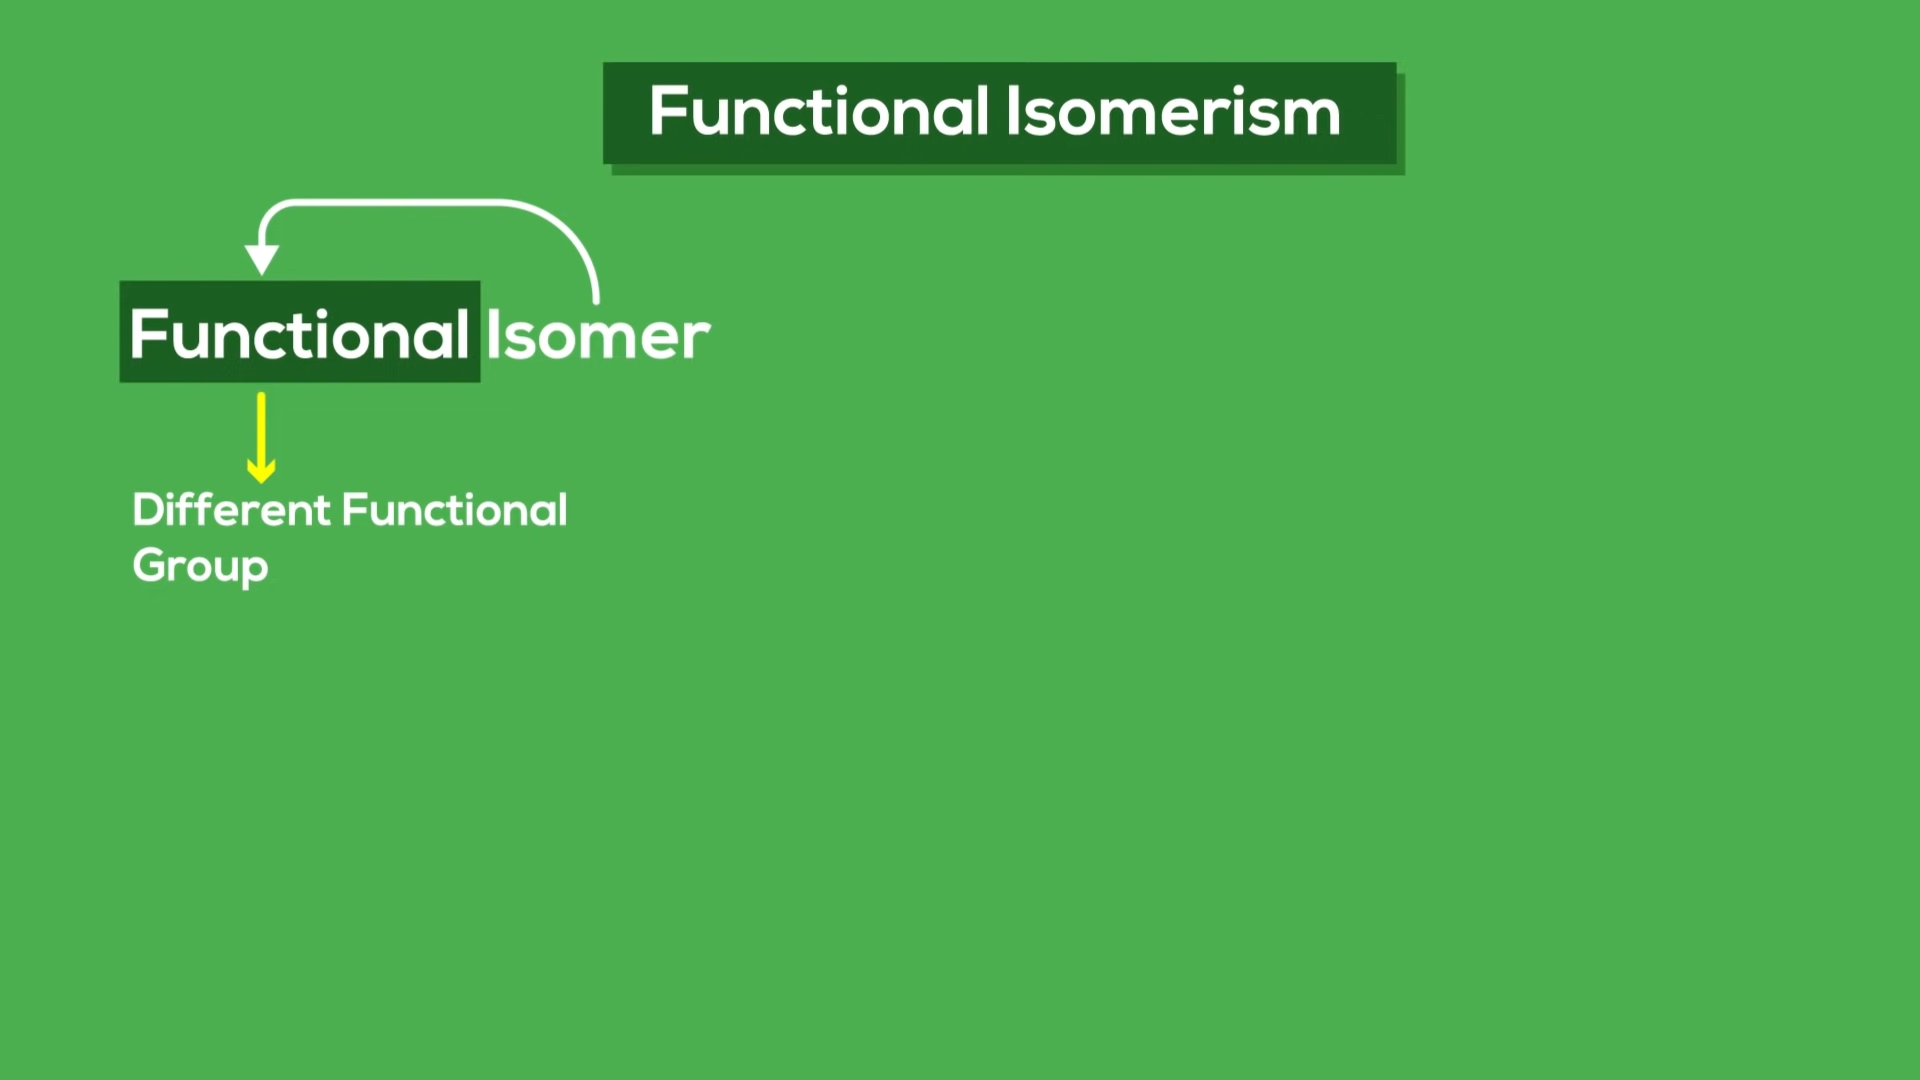 Functional Isomerism
Functional Isomer
Different Functional
Group